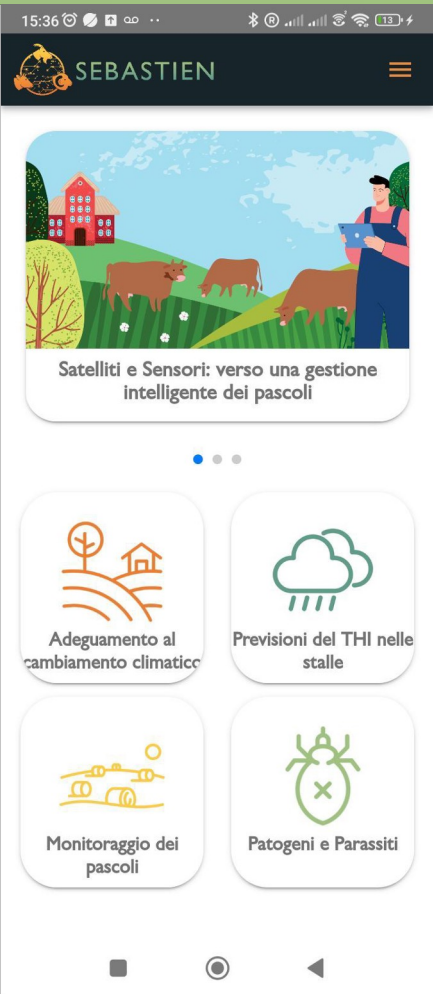 15:36
R
13
SEBASTIEN
Satelliti e Sensori: verso una gestione
intelligente dei pascoli
Adeguamento al
cambiamento climatico
Previsioni del THI nelle
stalle
Monitoraggio dei
pascoli
Patogeni e Parassiti